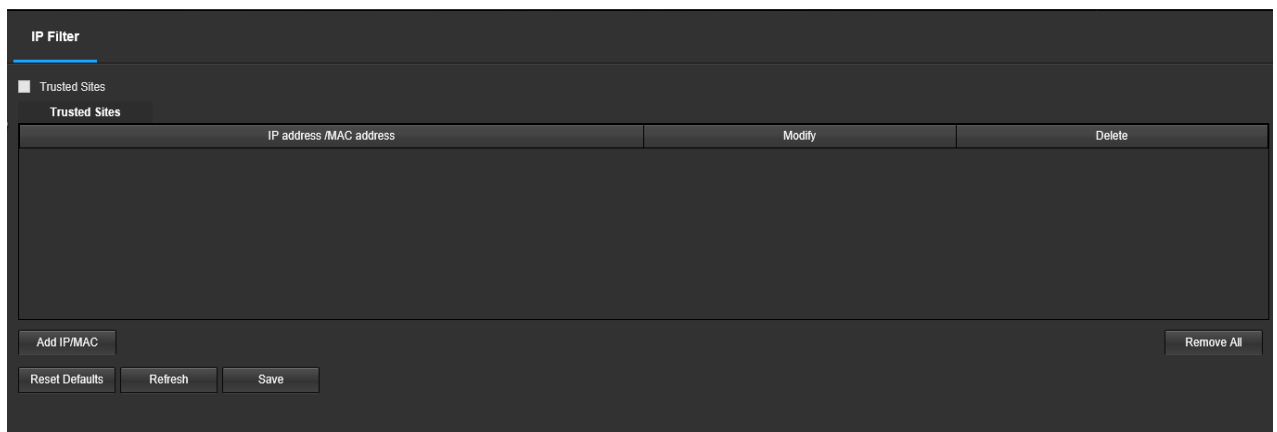 IP Filter
Trusted Sites
Trusted Sites
IP address /MAC address Modify Delete
Add IP/MAC Remove All
Reset Defaults Refresh Save